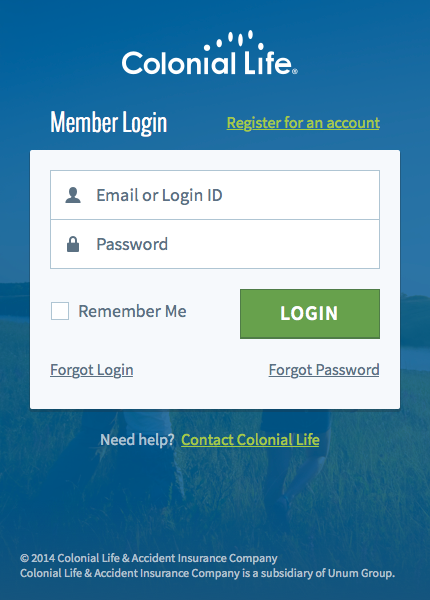 Colonial Life®
Member Login
Register for an account
Email or Login ID
Password
Remember Me
LOGIN
Forgot Login
Forgot Password
Need help? Contact Colonial Life
© 2014 Colonial Life & Accident Insurance Company
Colonial Life & Accident Insurance Company is a subsidiary of Unum Group.